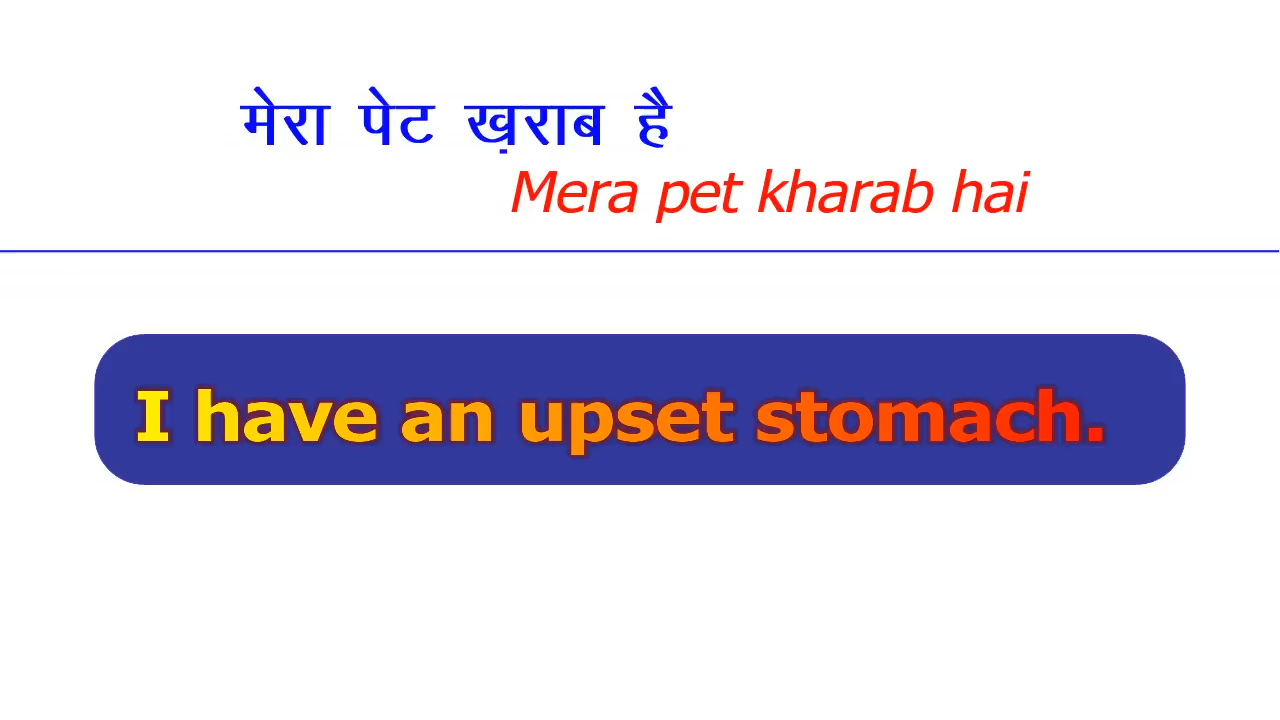 मेरा पेट ख़राब है
Mera pet kharab hai
I have an upset stomach.